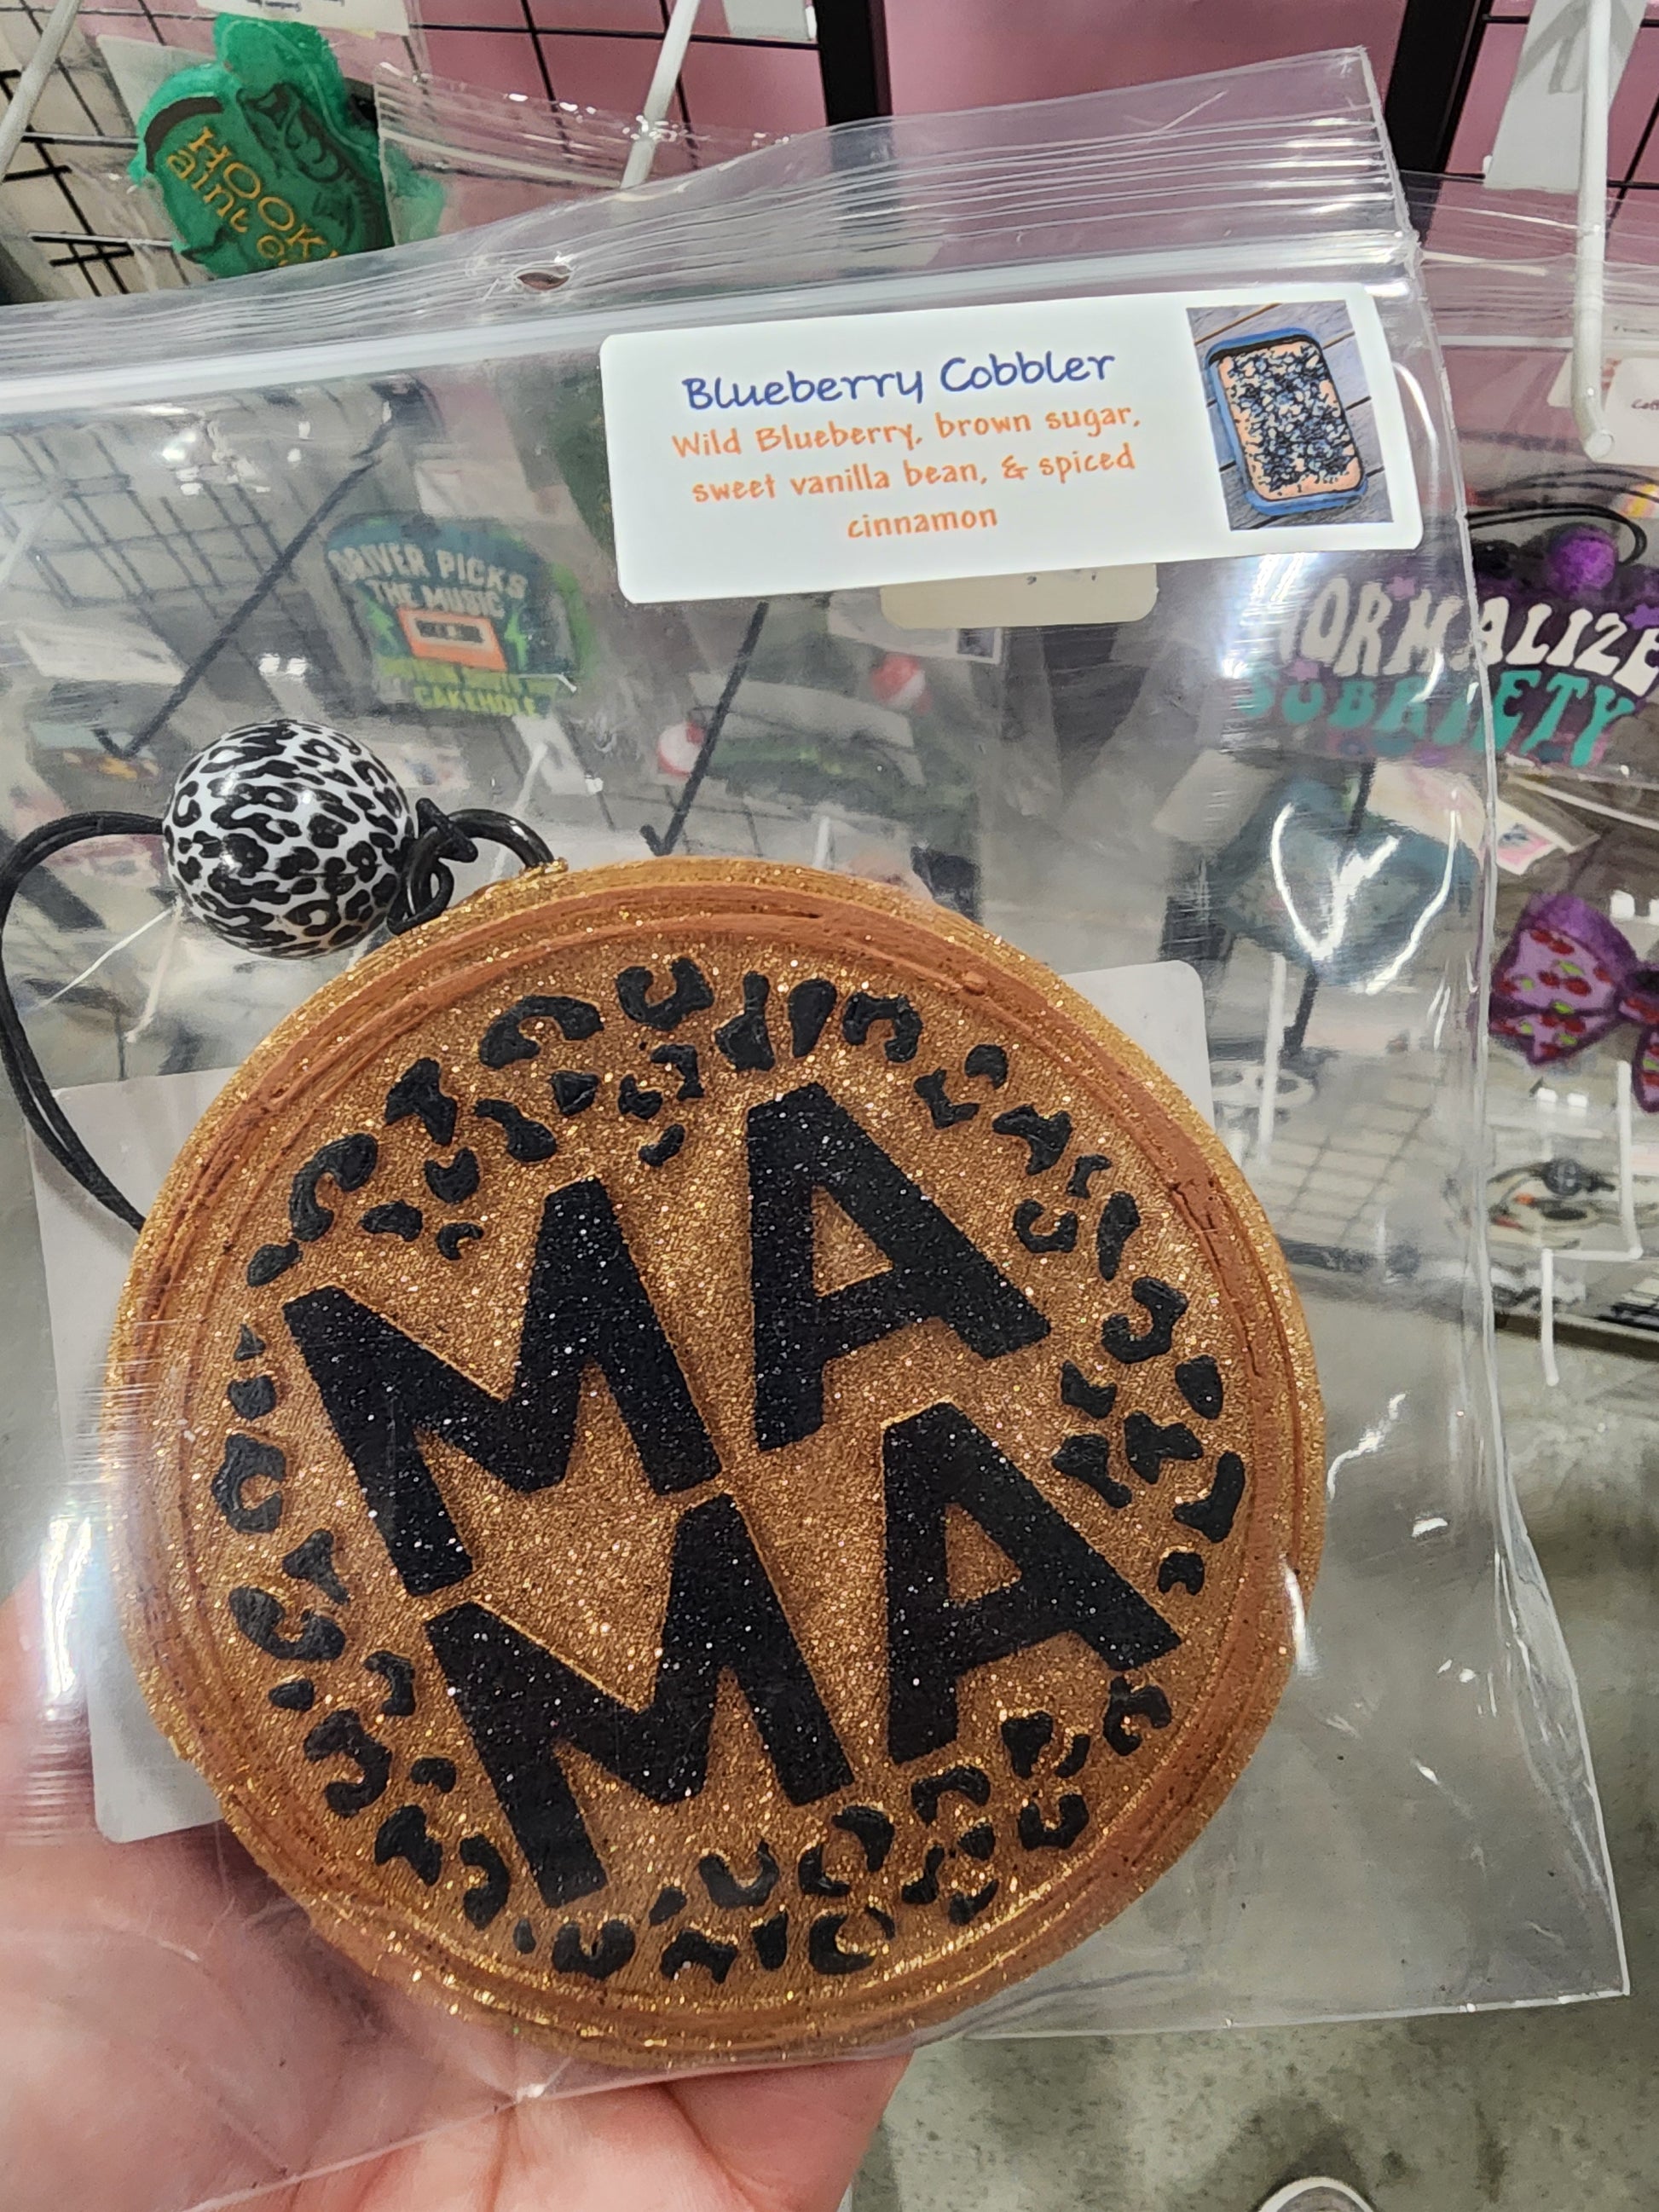 HOOK
aint
Blueberry Cobbler
Wild Blueberry, brown sugar,
sweet vanilla bean, & spiced
cinnamon
DRIVER PICKS
THE MUSIC
CAKEHOLE
NORMALIZE
SOBRIETY
MA
MA